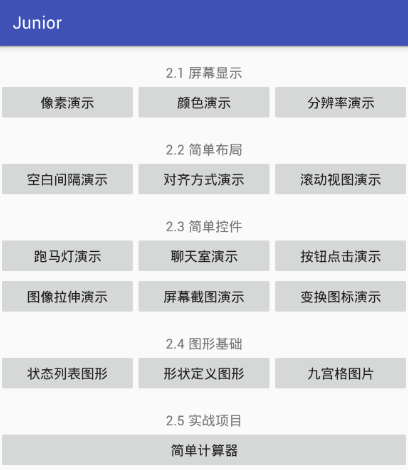 Junior
2.1 屏幕显示
像素演示 颜色演示 分辨率演示
2.2 简单布局
空白间隔演示 对齐方式演示 滚动视图演示
2.3 简单控件
跑马灯演示 聊天室演示 按钮点击演示
图像拉伸演示 屏幕截图演示 变换图标演示
2.4 图形基础
状态列表图形 形状定义图形 九宫格图片
2.5 实战项目
简单计算器